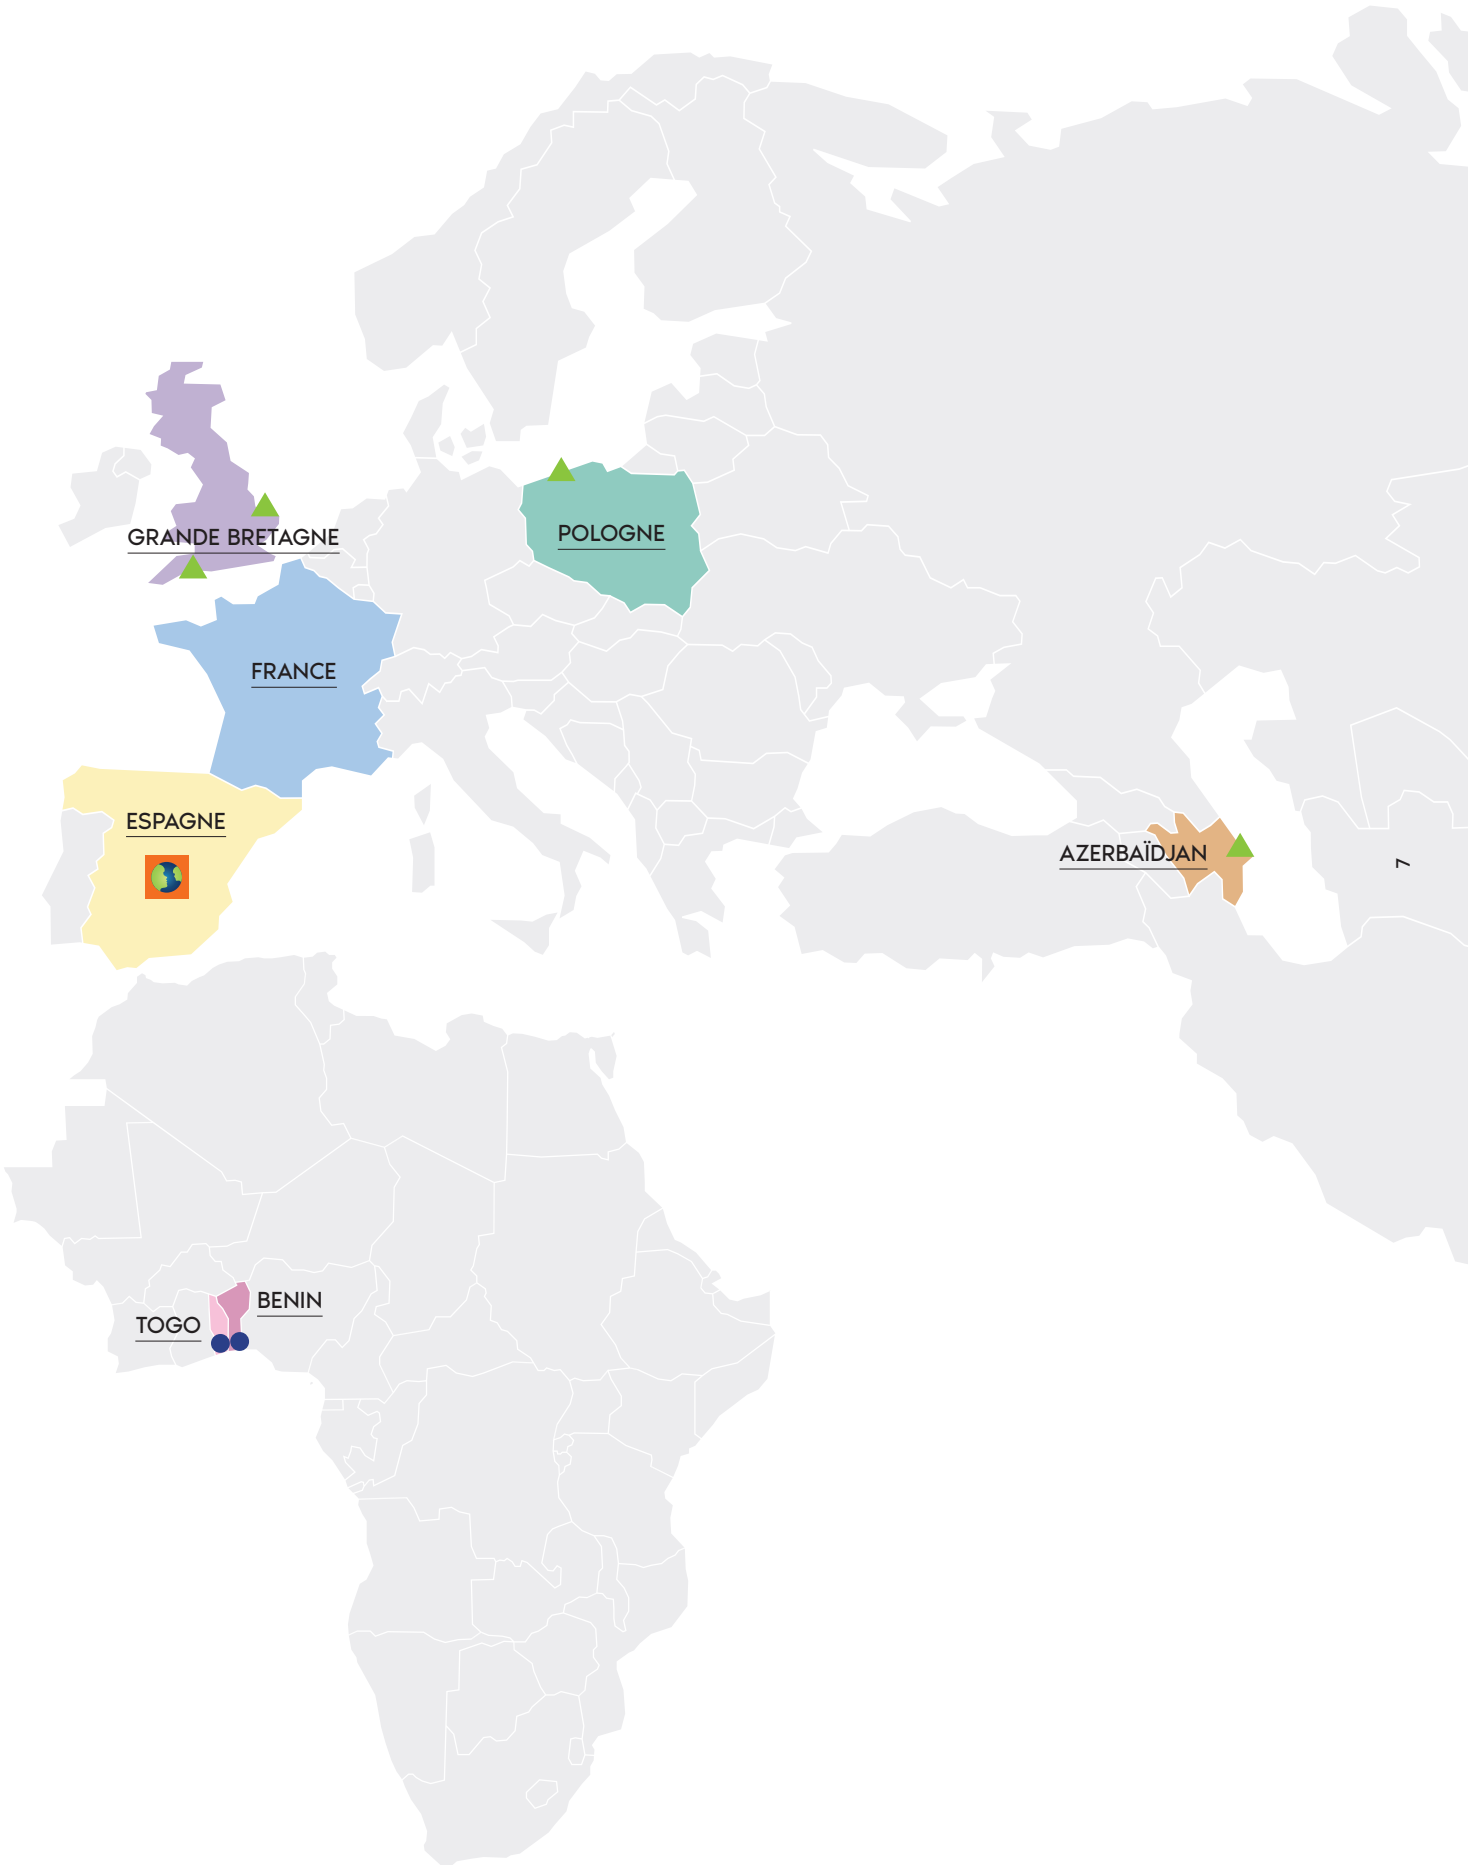 GRANDE BRETAGNE
POLOGNE
FRANCE
ESPAGNE
AZERBAÏDJAN
7
BENIN
TOGO